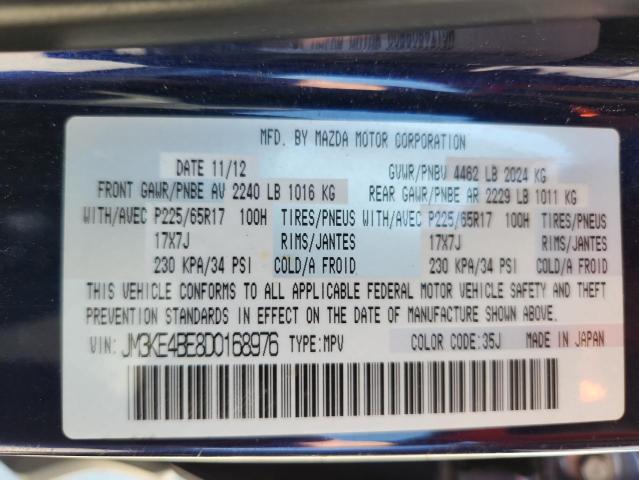 MFD. BY MAZDA MOTOR CORPORATION
DATE 11/12 GVWR/PNBV 4462 LB 2024 KG
FRONT GAWR/PNBE AV 2240 LB 1016 KG REAR GAWR/PNBE AR 2229 LB 1011 KG
WITH/AVEC P225/65R17 100H TIRES/PNEUS WITH/AVEC P225/65R17 100H TIRES/PNEUS
17X7J RIMS/JANTES 17X7J RIMS/JANTES
230 KPA/34 PSI COLD/A FROID 230 KPA/34 PSI COLD/A FROID
THIS VEHICLE CONFORMS TO ALL APPLICABLE FEDERAL MOTOR VEHICLE SAFETY AND THEFT
PREVENTION STANDARDS IN EFFECT ON THE DATE OF MANUFACTURE SHOWN ABOVE.
VIN: JM3KE4BE8D0168976 TYPE:MPV COLOR CODE:35J MADE IN JAPAN